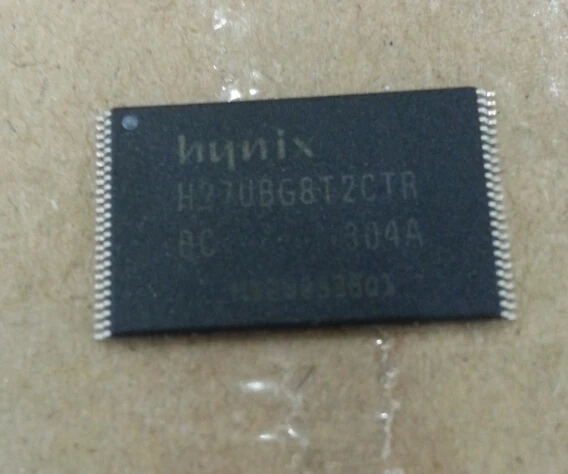 hynix
H27UBG8T2CTR
BC 304A